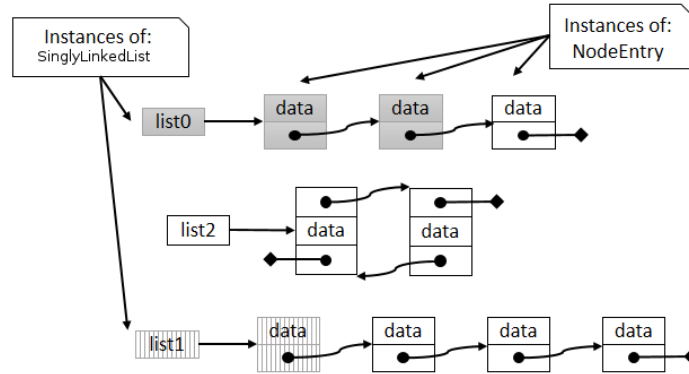 Instances of:
SinglyLinkedList
Instances of:
NodeEntry
list0
data
data
data
list2
data
data
list1
data
data
data
data